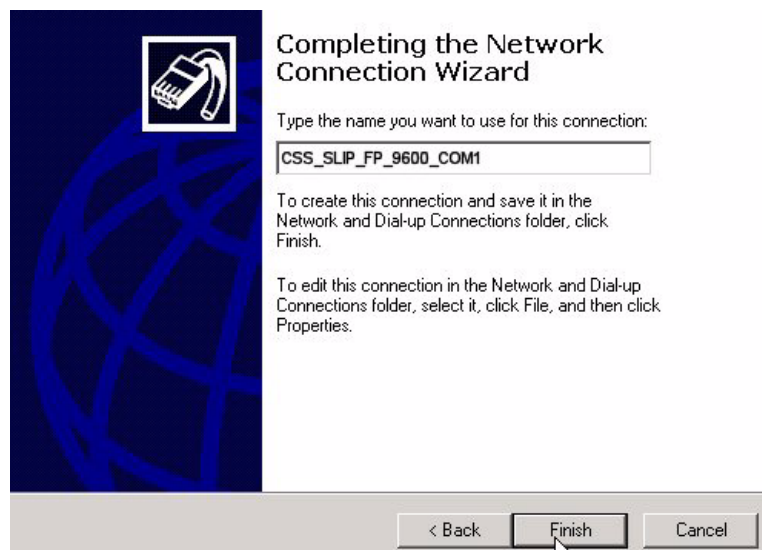 Completing the Network
Connection Wizard
Type the name you want to use for this connection:
CSS_SLIP_FP_9600_COM1
To create this connection and save it in the
Network and Dial-up Connections folder, click
Finish.
To edit this connection in the Network and Dial-up
Connections folder, select it, click File, and then click
Properties.
< Back
Finish
Cancel